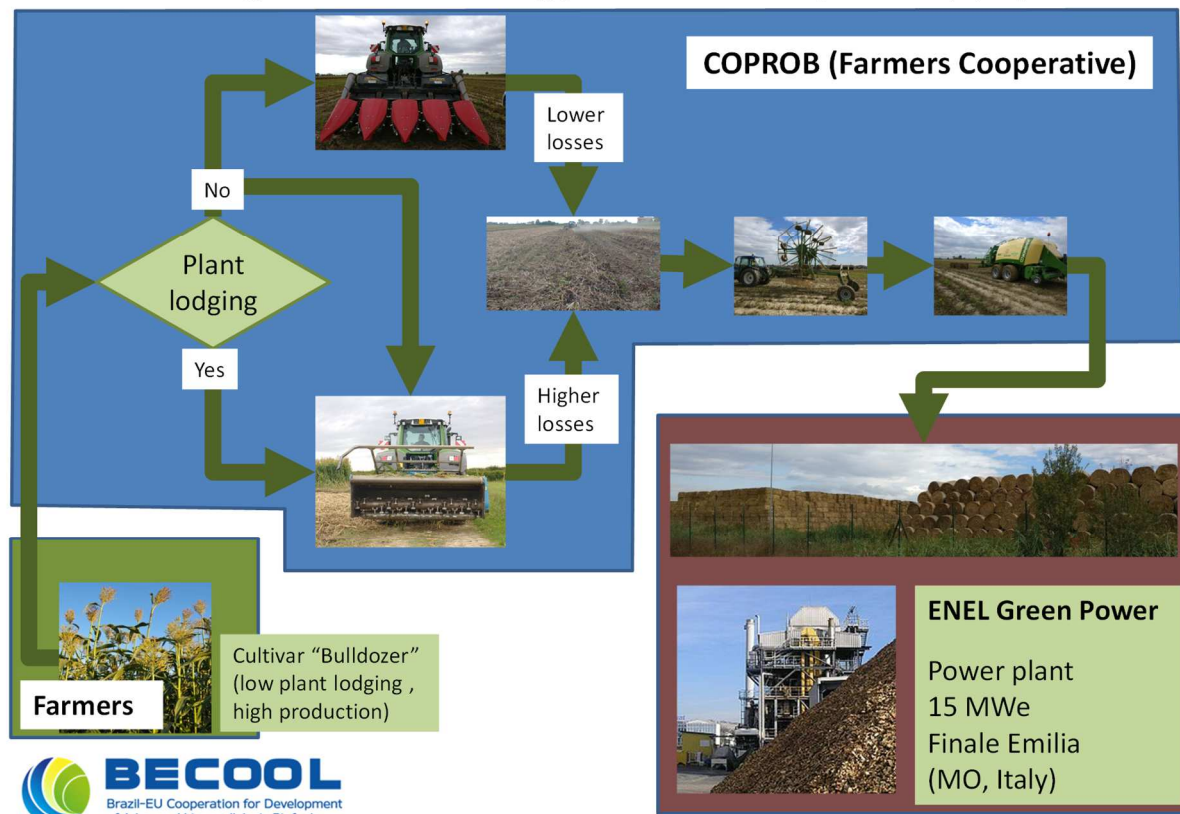 COPROB (Farmers Cooperative)
Lower
losses
No
Plant
lodging
Yes
Higher
losses
Farmers
Cultivar “Bulldozer”
(low plant lodging ,
high production)
ENEL Green Power
Power plant
15 MWe
Finale Emilia
(MO, Italy)
BECOOL
Brazil-EU Cooperation for Development